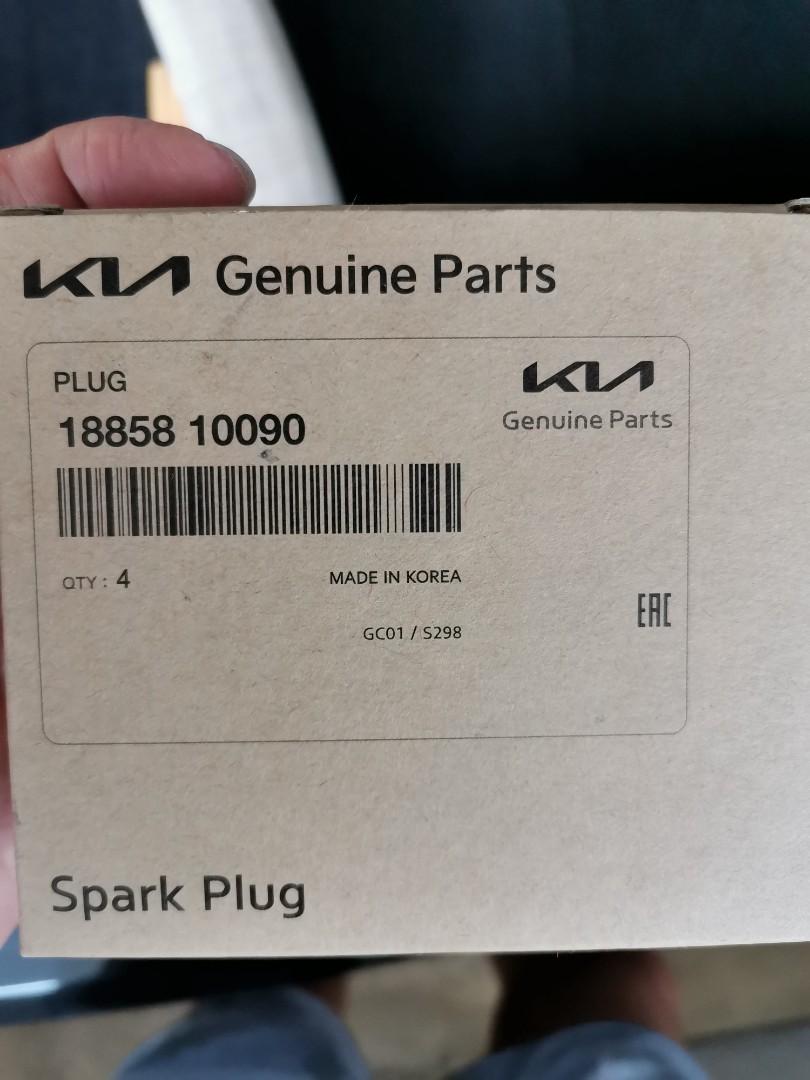 KIA Genuine Parts
PLUG
KIA
Genuine Parts
18858 10090
QTY : 4
MADE IN KOREA
GC01 / S298
EAC
Spark Plug